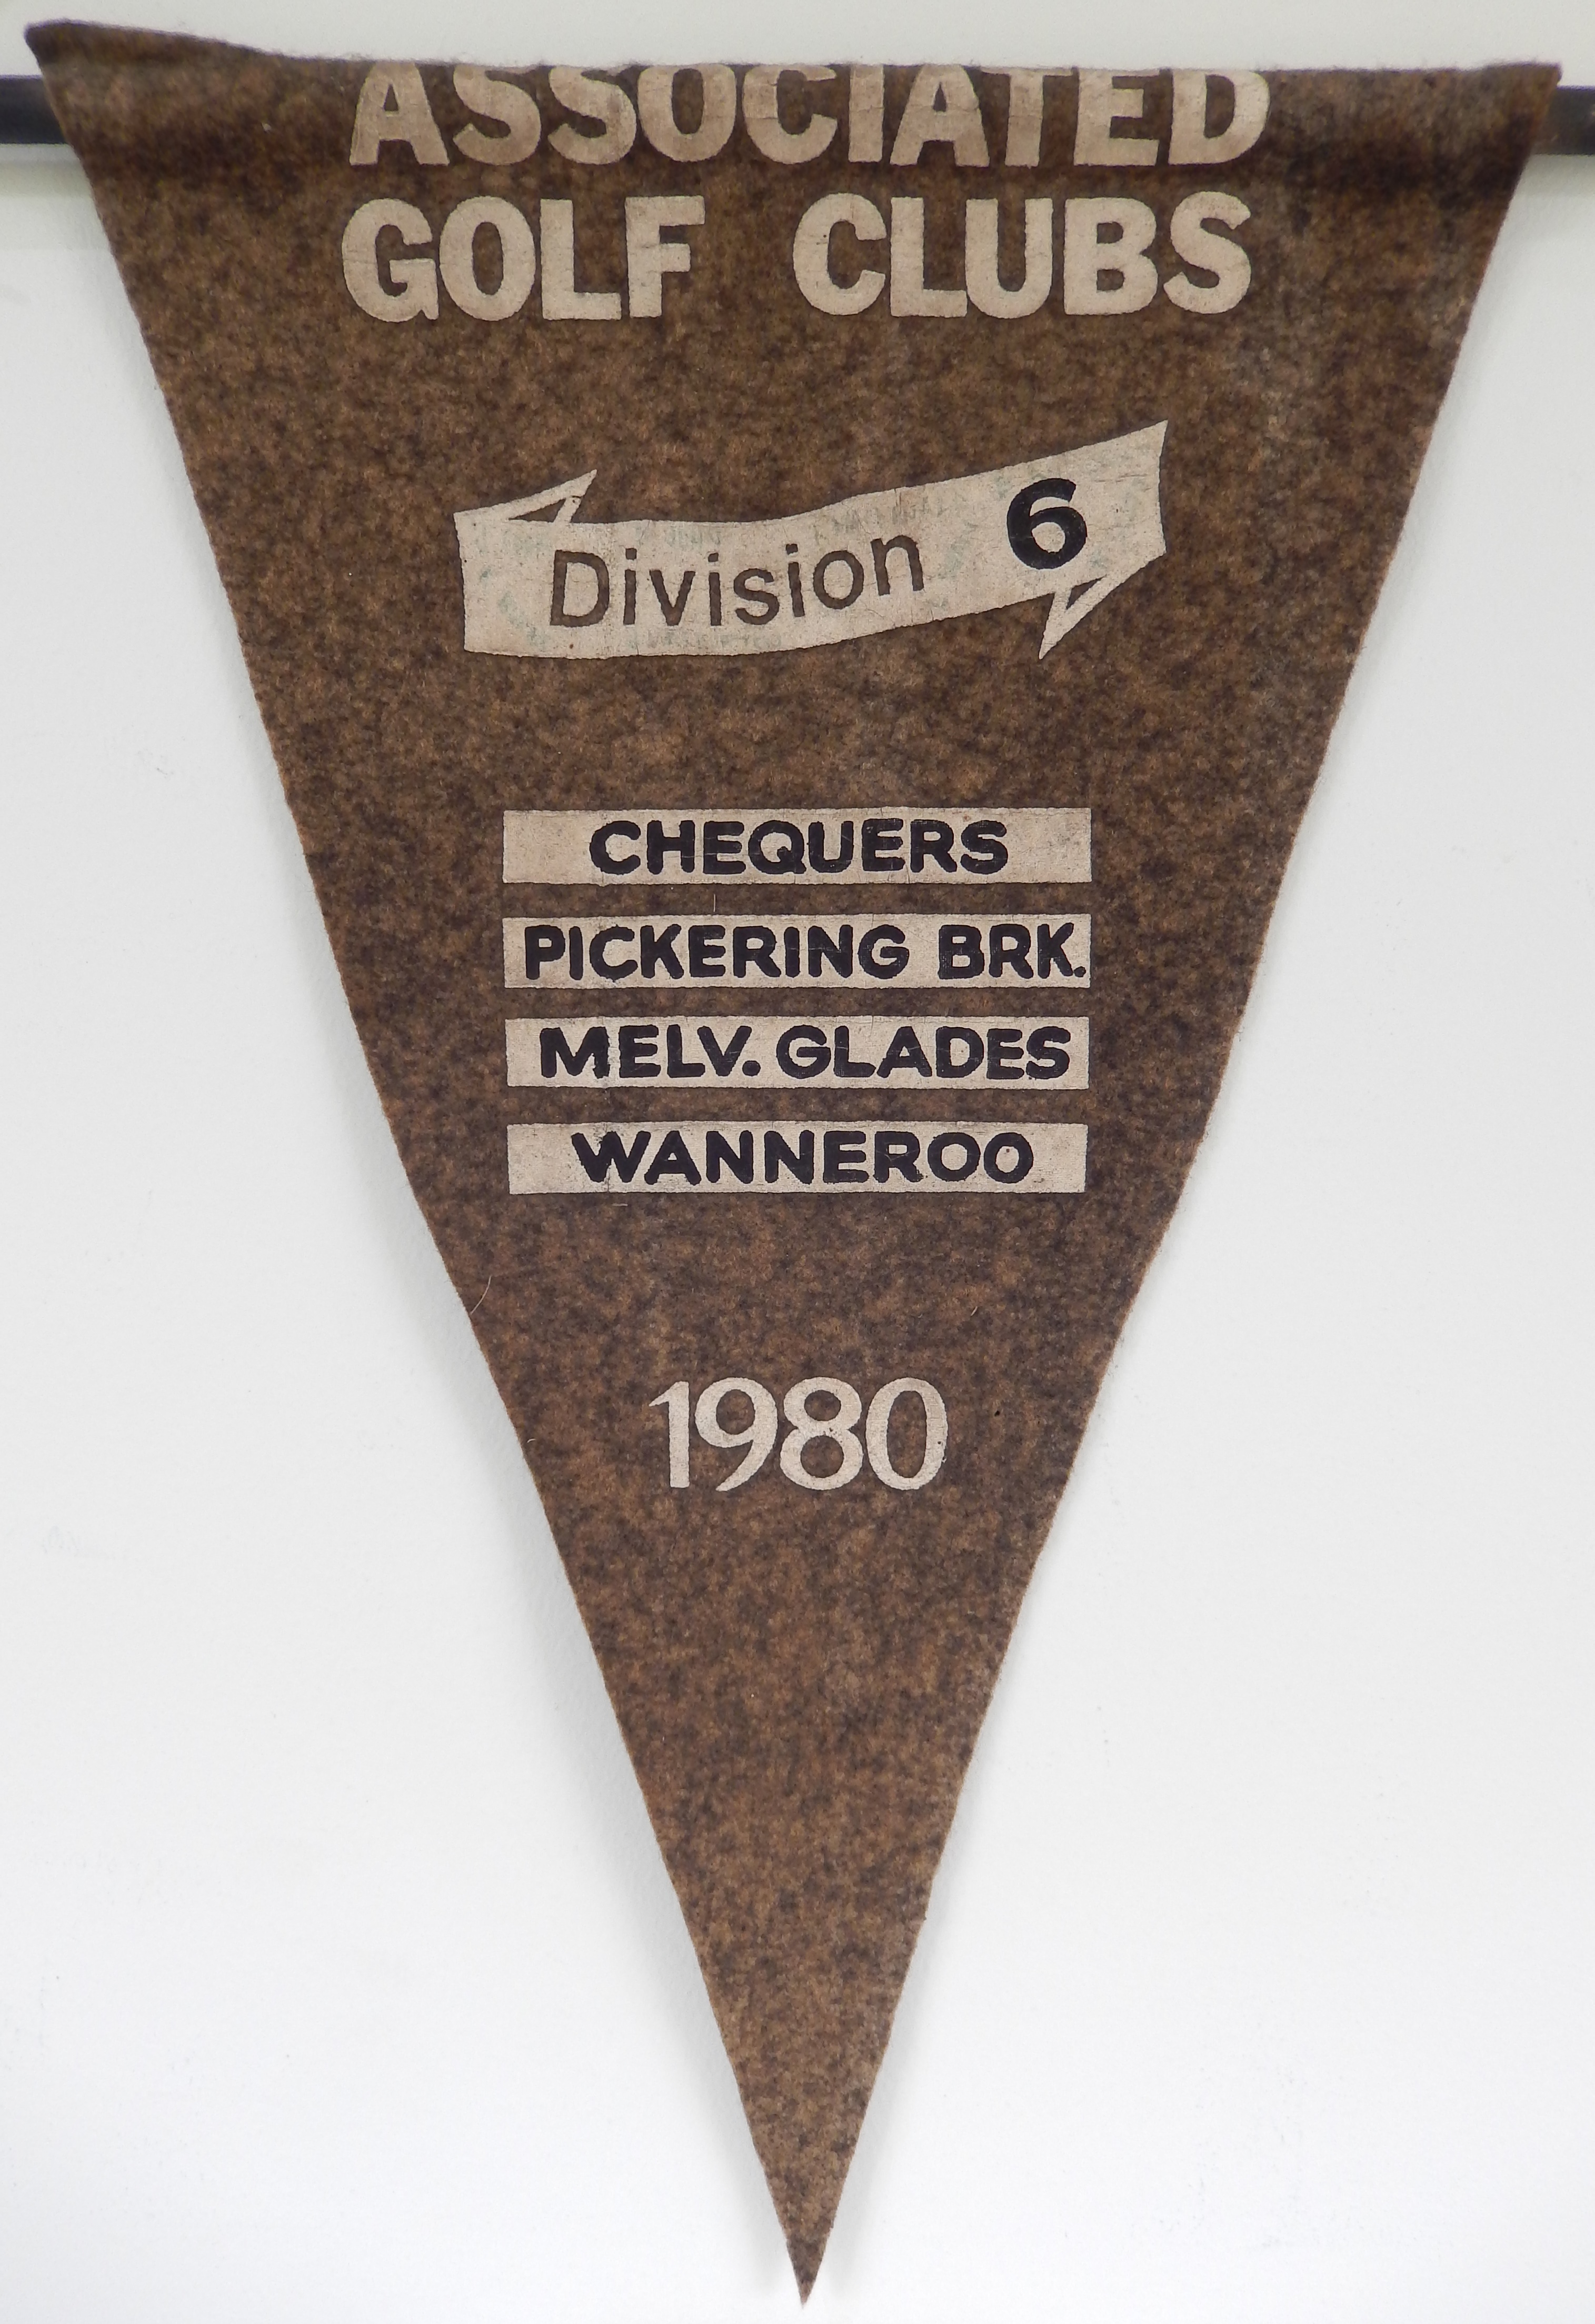 ASSOCIATED
GOLF CLUBS
Division 6
CHEQUERS
PICKERING BRK.
MELV. GLADES
WANNEROO
1980